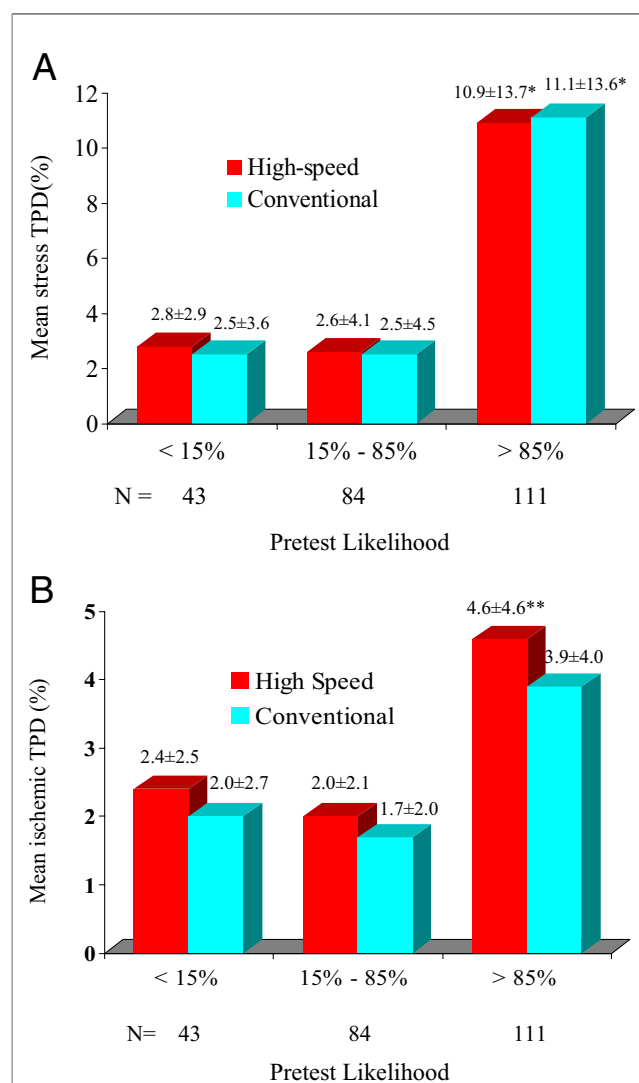 A
Mean stress TPD(%)
12
10
8
6
4
2
0
High-speed
Conventional
2.8±2.9
2.5±3.6
2.6±4.1
2.5±4.5
10.9±13.7*
11.1±13.6*
< 15%
15% - 85%
> 85%
N =
43
84
111
Pretest Likelihood
B
Mean ischemic TPD (%)
5
4
3
2
1
0
High Speed
Conventional
2.4±2.5
2.0±2.7
2.0±2.1
1.7±2.0
4.6±4.6**
3.9±4.0
< 15%
15% - 85%
> 85%
N=
43
84
111
Pretest Likelihood